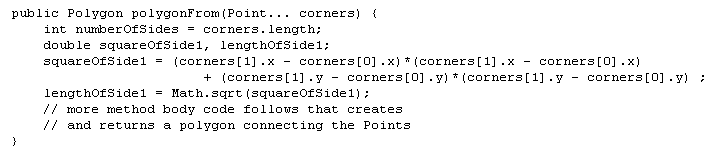 public Polygon polygonFrom(Point... corners) {
    int numberOfSides = corners.length;
    double squareOfSide1, lengthOfSide1;
    squareOfSide1 = (corners[1].x - corners[0].x)*(corners[1].x - corners[0].x)
                    + (corners[1].y - corners[0].y)*(corners[1].y - corners[0].y) ;
    lengthOfSide1 = Math.sqrt(squareOfSide1);
    // more method body code follows that creates
    // and returns a polygon connecting the Points
}